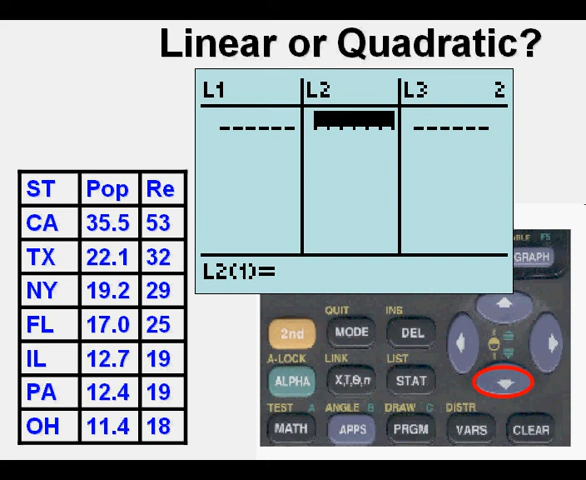 Linear or Quadratic?
L1 L2 L3 2
------ ------ ------
L2(1)=
ST Pop Re
CA 35.5 53
TX 22.1 32
NY 19.2 29
FL 17.0 25
IL 12.7 19
PA 12.4 19
OH 11.4 18
F5
GRAPH
QUIT INS
2nd MODE DEL
A-LOCK LINK LIST
ALPHA X,T,Θ,n STAT
TEST A ANGLE B DRAW C DISTR
MATH APPS PRGM VARS CLEAR